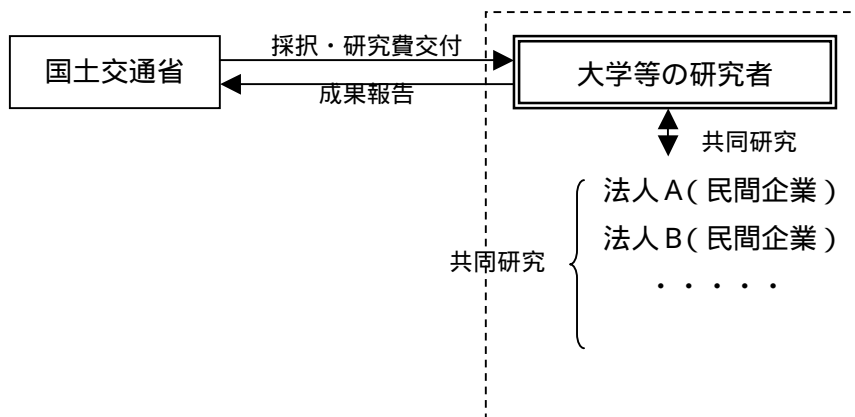 採択・研究費交付
国土交通省
大学等の研究者
成果報告
共同研究
法人A(民間企業)
法人B(民間企業)
共同研究
・・・・・